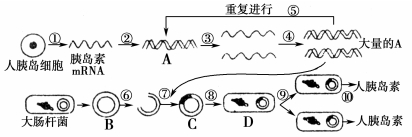 重复进行 ⑤
① ② ③ ④
人胰岛细胞 胰岛素 mRNA A 大量的A
大肠杆菌 B ⑥ ⑦ C ⑧ D ⑨ 人胰岛素 ⑩
人胰岛素